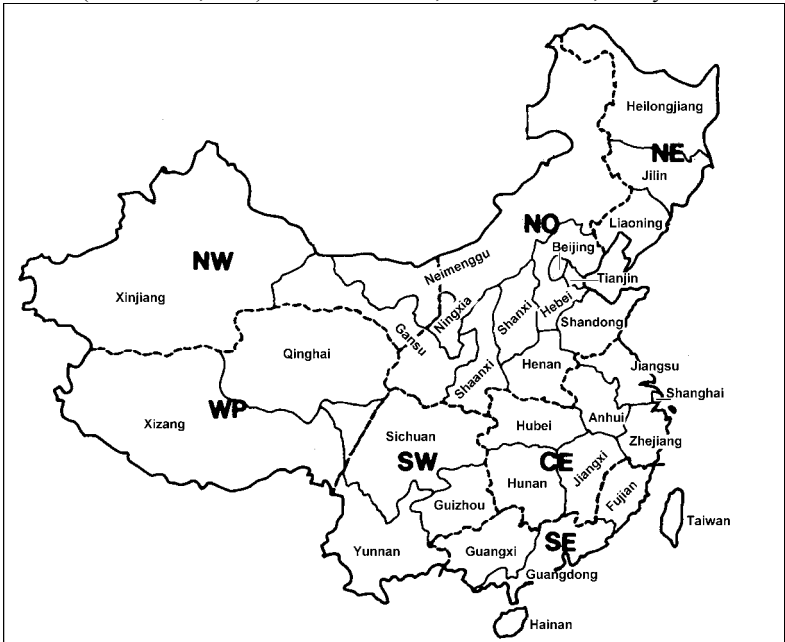 Heilongjiang
NE
Jilin
NO
Liaoning
Beijing
NW
Neimenggu
Tianjin
Xinjiang
Ningxia
Shanxi
Hebei
Shandong
Gansu
Qinghai
Henan
Jiangsu
Shaanxi
Shanghai
WP
Xizang
Anhui
Hubei
Sichuan
Zhejiang
SW
CE
Jiangxi
Hunan
Fujian
Guizhou
Taiwan
SE
Yunnan
Guangxi
Guangdong
Hainan